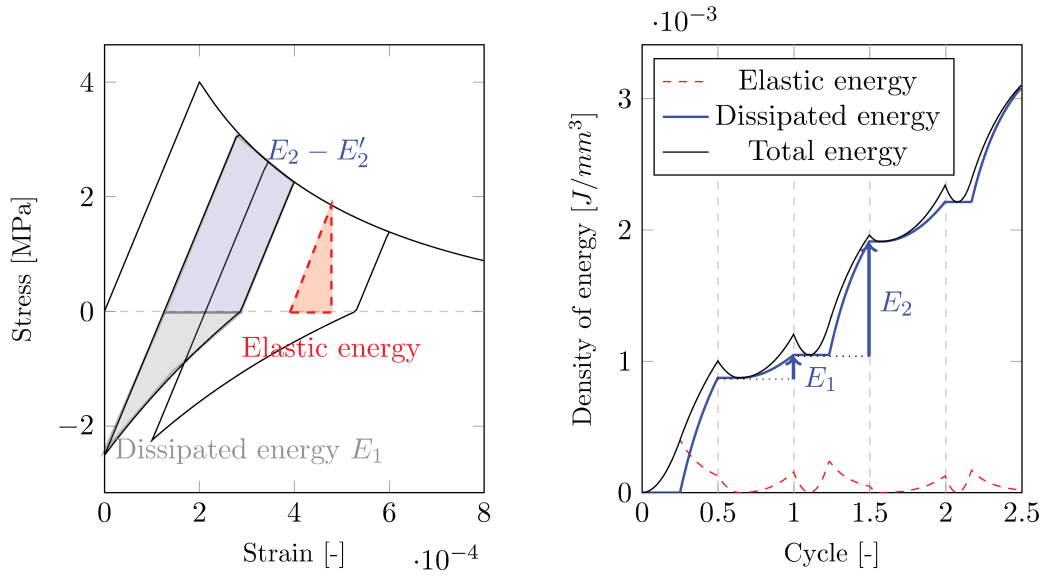 4
2
0
−2
0
2
4
6
8
Stress [MPa]
Strain [-]
·10⁻⁴
E₂ − E₂′
Elastic energy
Dissipated energy E₁
·10⁻³
Elastic energy
Dissipated energy
Total energy
3
2
1
0
0
0.5
1
1.5
2
2.5
Density of energy [J/mm³]
Cycle [-]
E₁
E₂